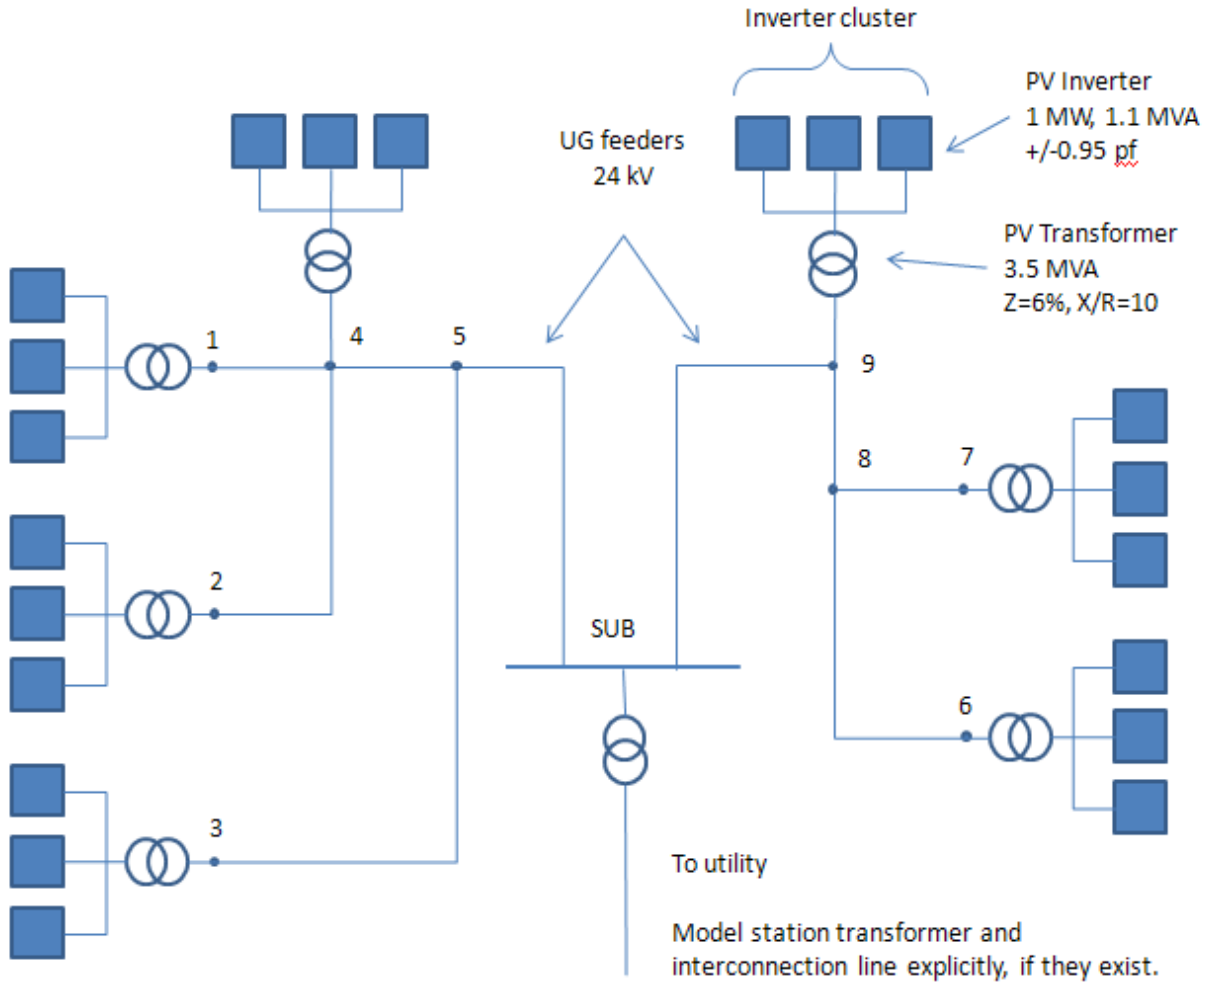 Inverter cluster
PV Inverter
1 MW, 1.1 MVA
+/-0.95 pf
UG feeders
24 kV
PV Transformer
3.5 MVA
Z=6%, X/R=10
1
4
5
9
8
7
2
SUB
6
3
To utility
Model station transformer and
interconnection line explicitly, if they exist.